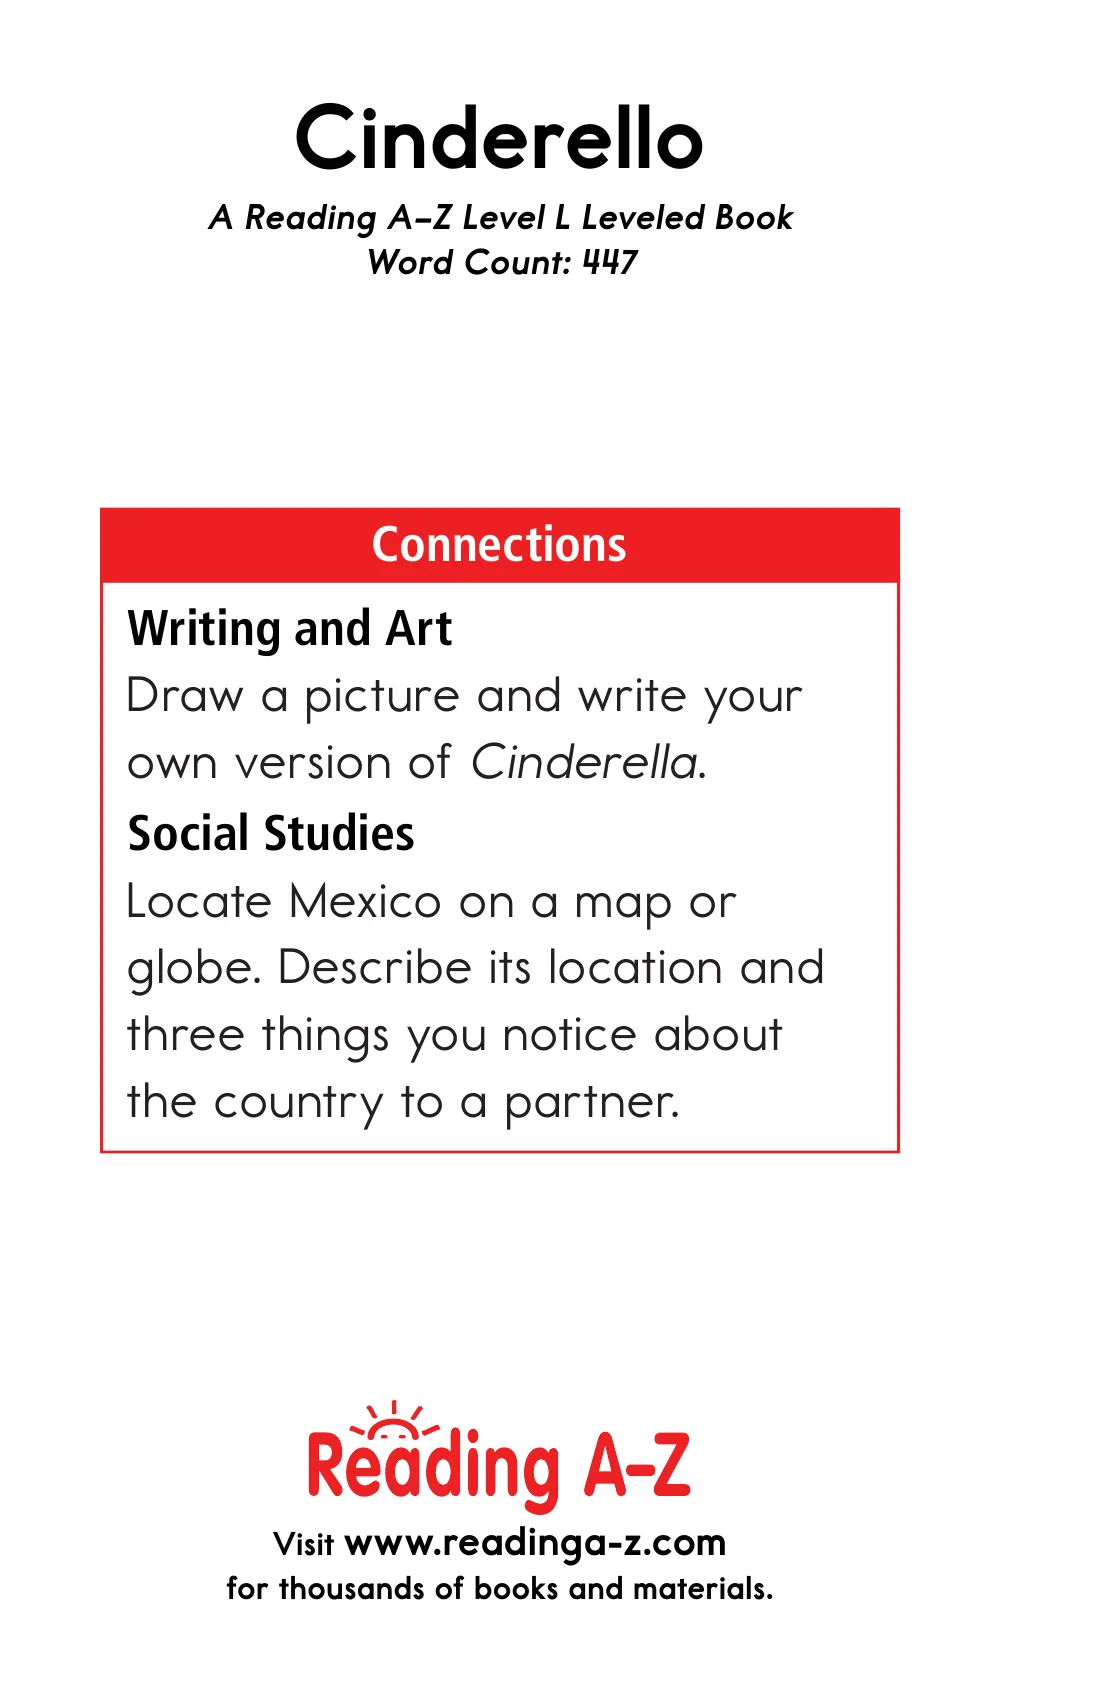 Cinderello
A Reading A–Z Level L Leveled Book
Word Count: 447
Connections
Writing and Art
Draw a picture and write your
own version of Cinderella.
Social Studies
Locate Mexico on a map or
globe. Describe its location and
three things you notice about
the country to a partner.
Reading A–Z
Visit www.readinga-z.com
for thousands of books and materials.